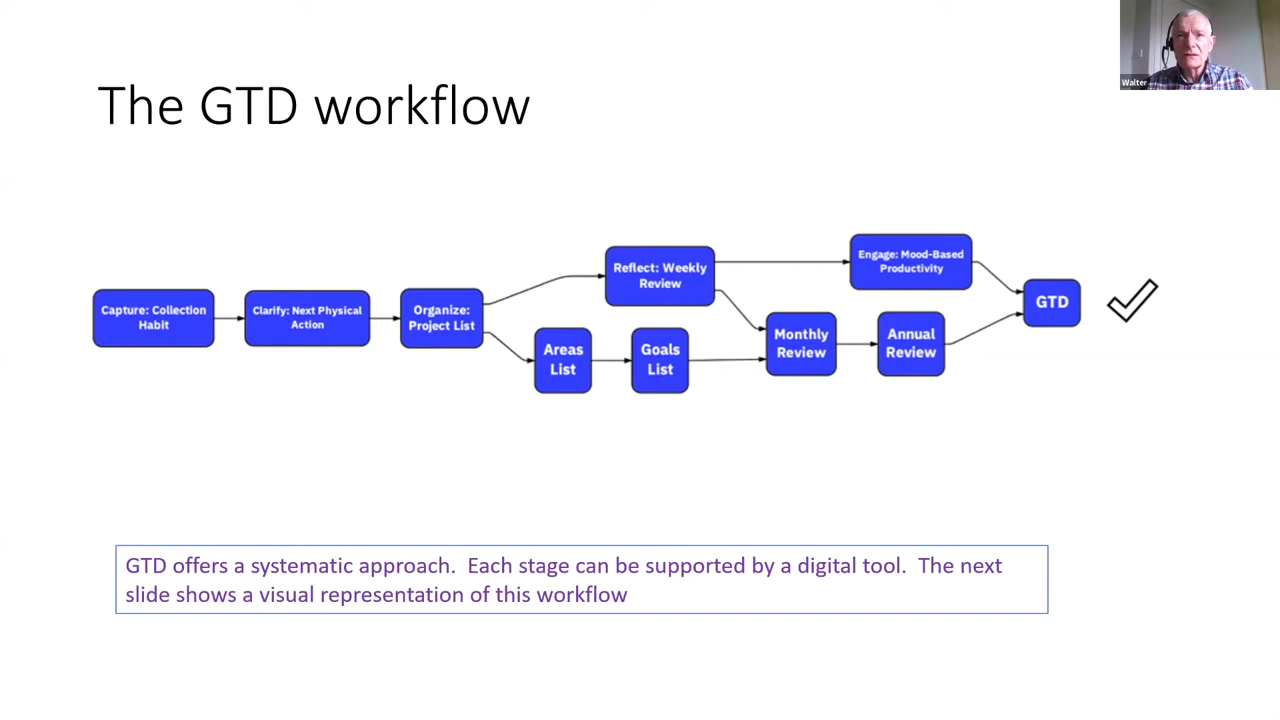 Walter
The GTD workflow
Capture: Collection
Habit
Clarify: Next Physical
Action
Organize:
Project List
Reflect: Weekly
Review
Areas
List
Goals
List
Monthly
Review
Engage: Mood-Based
Productivity
Annual
Review
GTD
GTD offers a systematic approach.  Each stage can be supported by a digital tool.  The next
slide shows a visual representation of this workflow